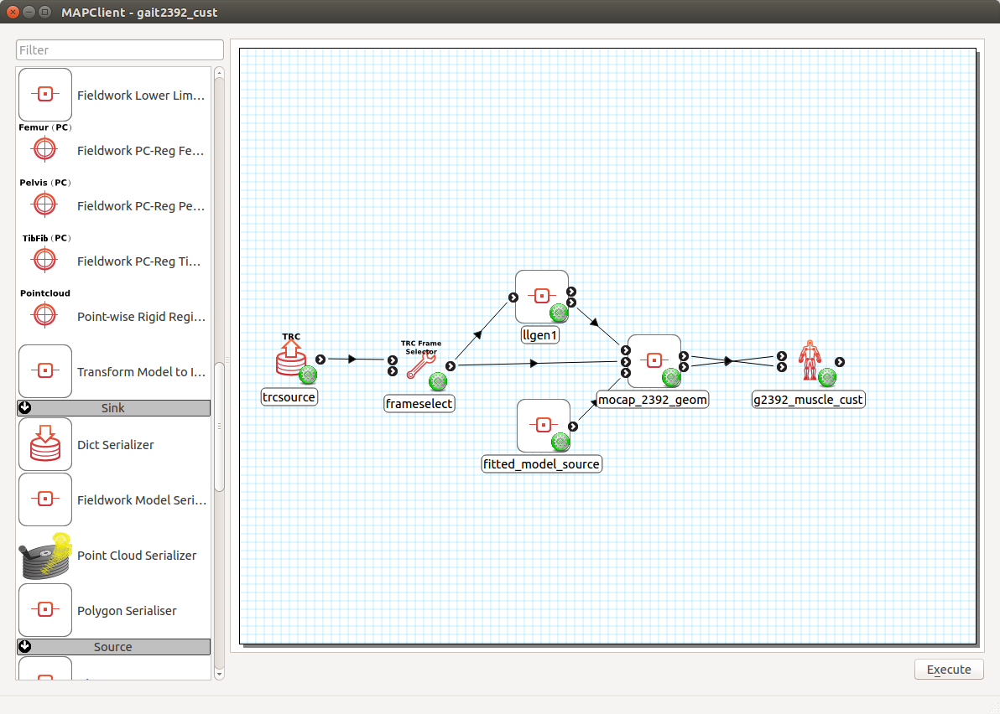 MAPClient - gait2392_cust
Filter
Fieldwork Lower Lim...
Femur (PC)
Fieldwork PC-Reg Fe...
Pelvis (PC)
Fieldwork PC-Reg Pe...
TibFib (PC)
Fieldwork PC-Reg Ti...
Pointcloud
Point-wise Rigid Regi...
Transform Model to I...
Sink
Dict Serializer
Fieldwork Model Seri...
Point Cloud Serializer
Polygon Serialiser
Source
llgen1
TRC
trcsource
TRC Frame
Selector
frameselect
mocap_2392_geom
g2392_muscle_cust
fitted_model_source
Execute